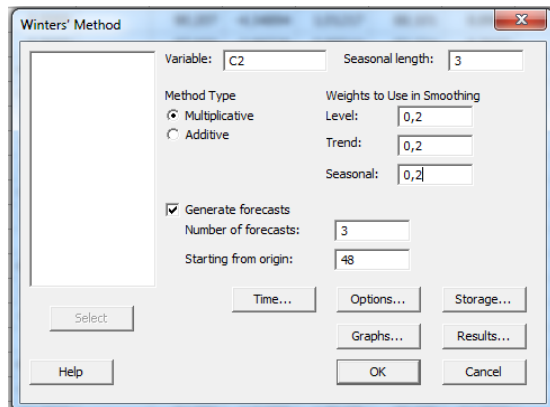 Winters' Method
Variable: C2 Seasonal length: 3
Method Type Weights to Use in Smoothing
Multiplicative Level: 0,2
Additive
Trend: 0,2
Seasonal: 0,2
Generate forecasts
Number of forecasts: 3
Starting from origin: 48
Time... Options... Storage...
Select
Graphs... Results...
Help OK Cancel